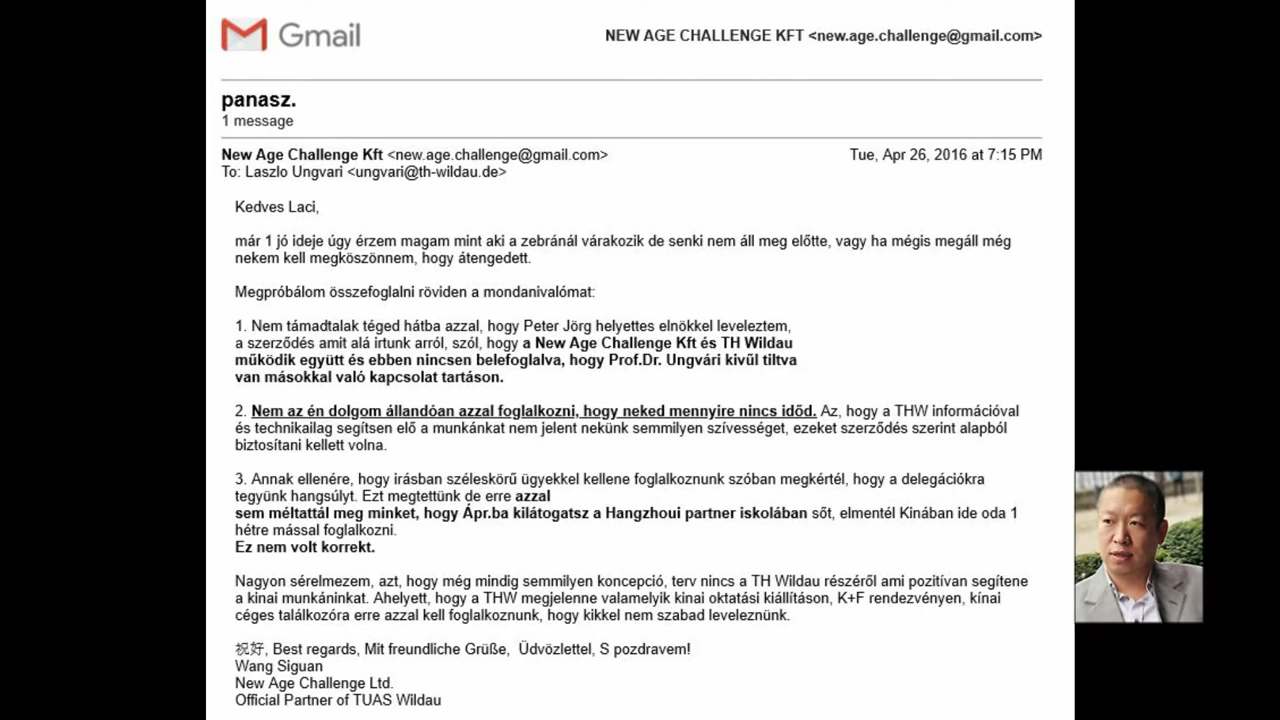 Gmail
NEW AGE CHALLENGE KFT <new.age.challenge@gmail.com>
panasz.
1 message
New Age Challenge Kft <new.age.challenge@gmail.com>
Tue, Apr 26, 2016 at 7:15 PM
To: Laszlo Ungvari <ungvari@th-wildau.de>
Kedves Laci,
már 1 jó ideje úgy érzem magam mint aki a zebránál várakozik de senki nem áll meg előtte, vagy ha mégis megáll még
nekem kell megköszönnem, hogy átengedett.
Megpróbálom összefoglalni röviden a mondanivalómat:
1. Nem támadtalak téged hátba azzal, hogy Peter Jörg helyettes elnökkel leveleztem,
a szerződés amit alá irtunk arról, szól, hogy a New Age Challenge Kft és TH Wildau
működik együtt és ebben nincsen belefoglalva, hogy Prof.Dr. Ungvári kivűl tiltva
van másokkal való kapcsolat tartáson.
2. Nem az én dolgom állandóan azzal foglalkozni, hogy neked mennyire nincs időd. Az, hogy a THW információval
és technikailag segítsen elő a munkánkat nem jelent nekünk semmilyen szívességet, ezeket szerződés szerint alapból
biztosítani kellett volna.
3. Annak ellenére, hogy irásban széleskörű ügyekkel kellene foglalkoznunk szóban megkértél, hogy a delegációkra
tegyünk hangsúlyt. Ezt megtettünk de erre azzal
sem méltattál meg minket, hogy Ápr.ba kilátogatsz a Hangzhoui partner iskolában sőt, elmentél Kinában ide oda 1
hétre mással foglalkozni.
Ez nem volt korrekt.
Nagyon sérelmezem, azt, hogy még mindig semmilyen koncepció, terv nincs a TH Wildau részéről ami pozitívan segítene
a kinai munkáninkat. Ahelyett, hogy a THW megjelenne valamelyik kinai oktatási kiállításon, K+F rendezvényen, kínai
céges találkozóra erre azzal kell foglalkoznunk, hogy kikkel nem szabad leveleznünk.
祝好, Best regards, Mit freundliche Grüße, Üdvözlettel, S pozdravem!
Wang Siguan
New Age Challenge Ltd.
Official Partner of TUAS Wildau